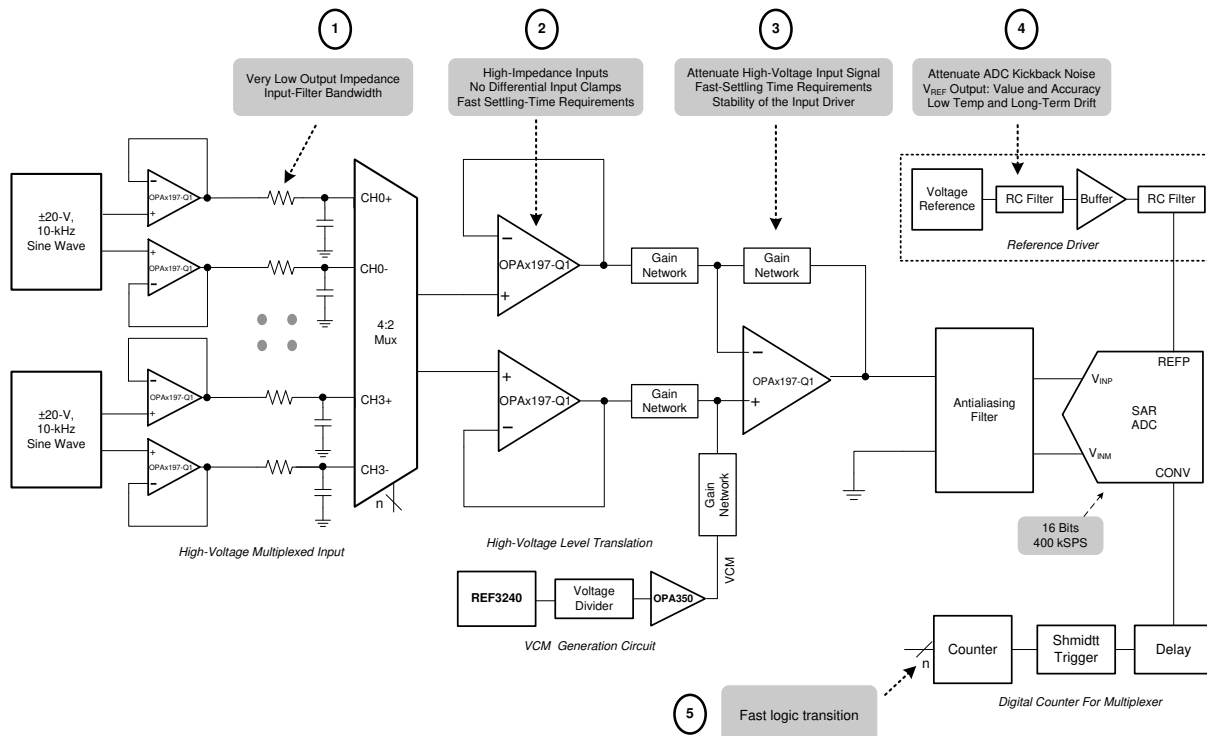 1
2
3
4
Very Low Output Impedance
Input-Filter Bandwidth
High-Impedance Inputs
No Differential Input Clamps
Fast Settling-Time Requirements
Attenuate High-Voltage Input Signal
Fast-Settling Time Requirements
Stability of the Input Driver
Attenuate ADC Kickback Noise
VREF Output: Value and Accuracy
Low Temp and Long-Term Drift
±20-V,
10-kHz
Sine Wave
−
OPAx197-Q1
+
+
OPAx197-Q1
−
CH0+
CH0-
4:2
Mux
CH3+
CH3-
n
±20-V,
10-kHz
Sine Wave
−
OPAx197-Q1
+
+
OPAx197-Q1
−
High-Voltage Multiplexed Input
−
OPAx197-Q1
+
+
OPAx197-Q1
−
High-Voltage Level Translation
Gain
Network
Gain
Network
Gain
Network
−
OPAx197-Q1
+
Gain
Network
VCM
REF3240
Voltage
Divider
OPA350
VCM Generation Circuit
Voltage
Reference
RC Filter
Buffer
RC Filter
Reference Driver
Antialiasing
Filter
REFP
VINP
SAR
ADC
VINM
CONV
16 Bits
400 kSPS
n
Counter
Shmidtt
Trigger
Delay
Digital Counter For Multiplexer
5
Fast logic transition